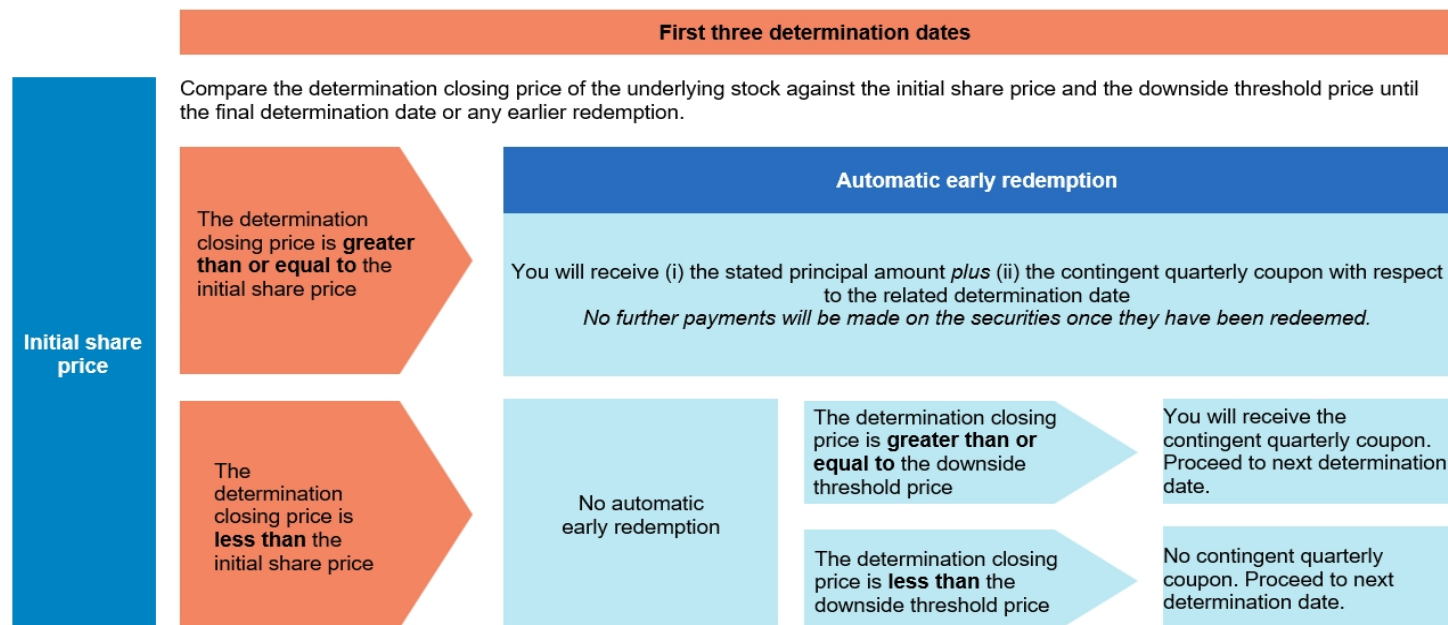 First three determination dates
Compare the determination closing price of the underlying stock against the initial share price and the downside threshold price until
the final determination date or any earlier redemption.
Initial share
price
The determination
closing price is greater
than or equal to the
initial share price
Automatic early redemption
You will receive (i) the stated principal amount plus (ii) the contingent quarterly coupon with respect
to the related determination date
No further payments will be made on the securities once they have been redeemed.
The
determination
closing price is
less than the
initial share price
No automatic
early redemption
The determination closing
price is greater than or
equal to the downside
threshold price
You will receive the
contingent quarterly coupon.
Proceed to next determination
date.
The determination closing
price is less than the
downside threshold price
No contingent quarterly
coupon. Proceed to next
determination date.